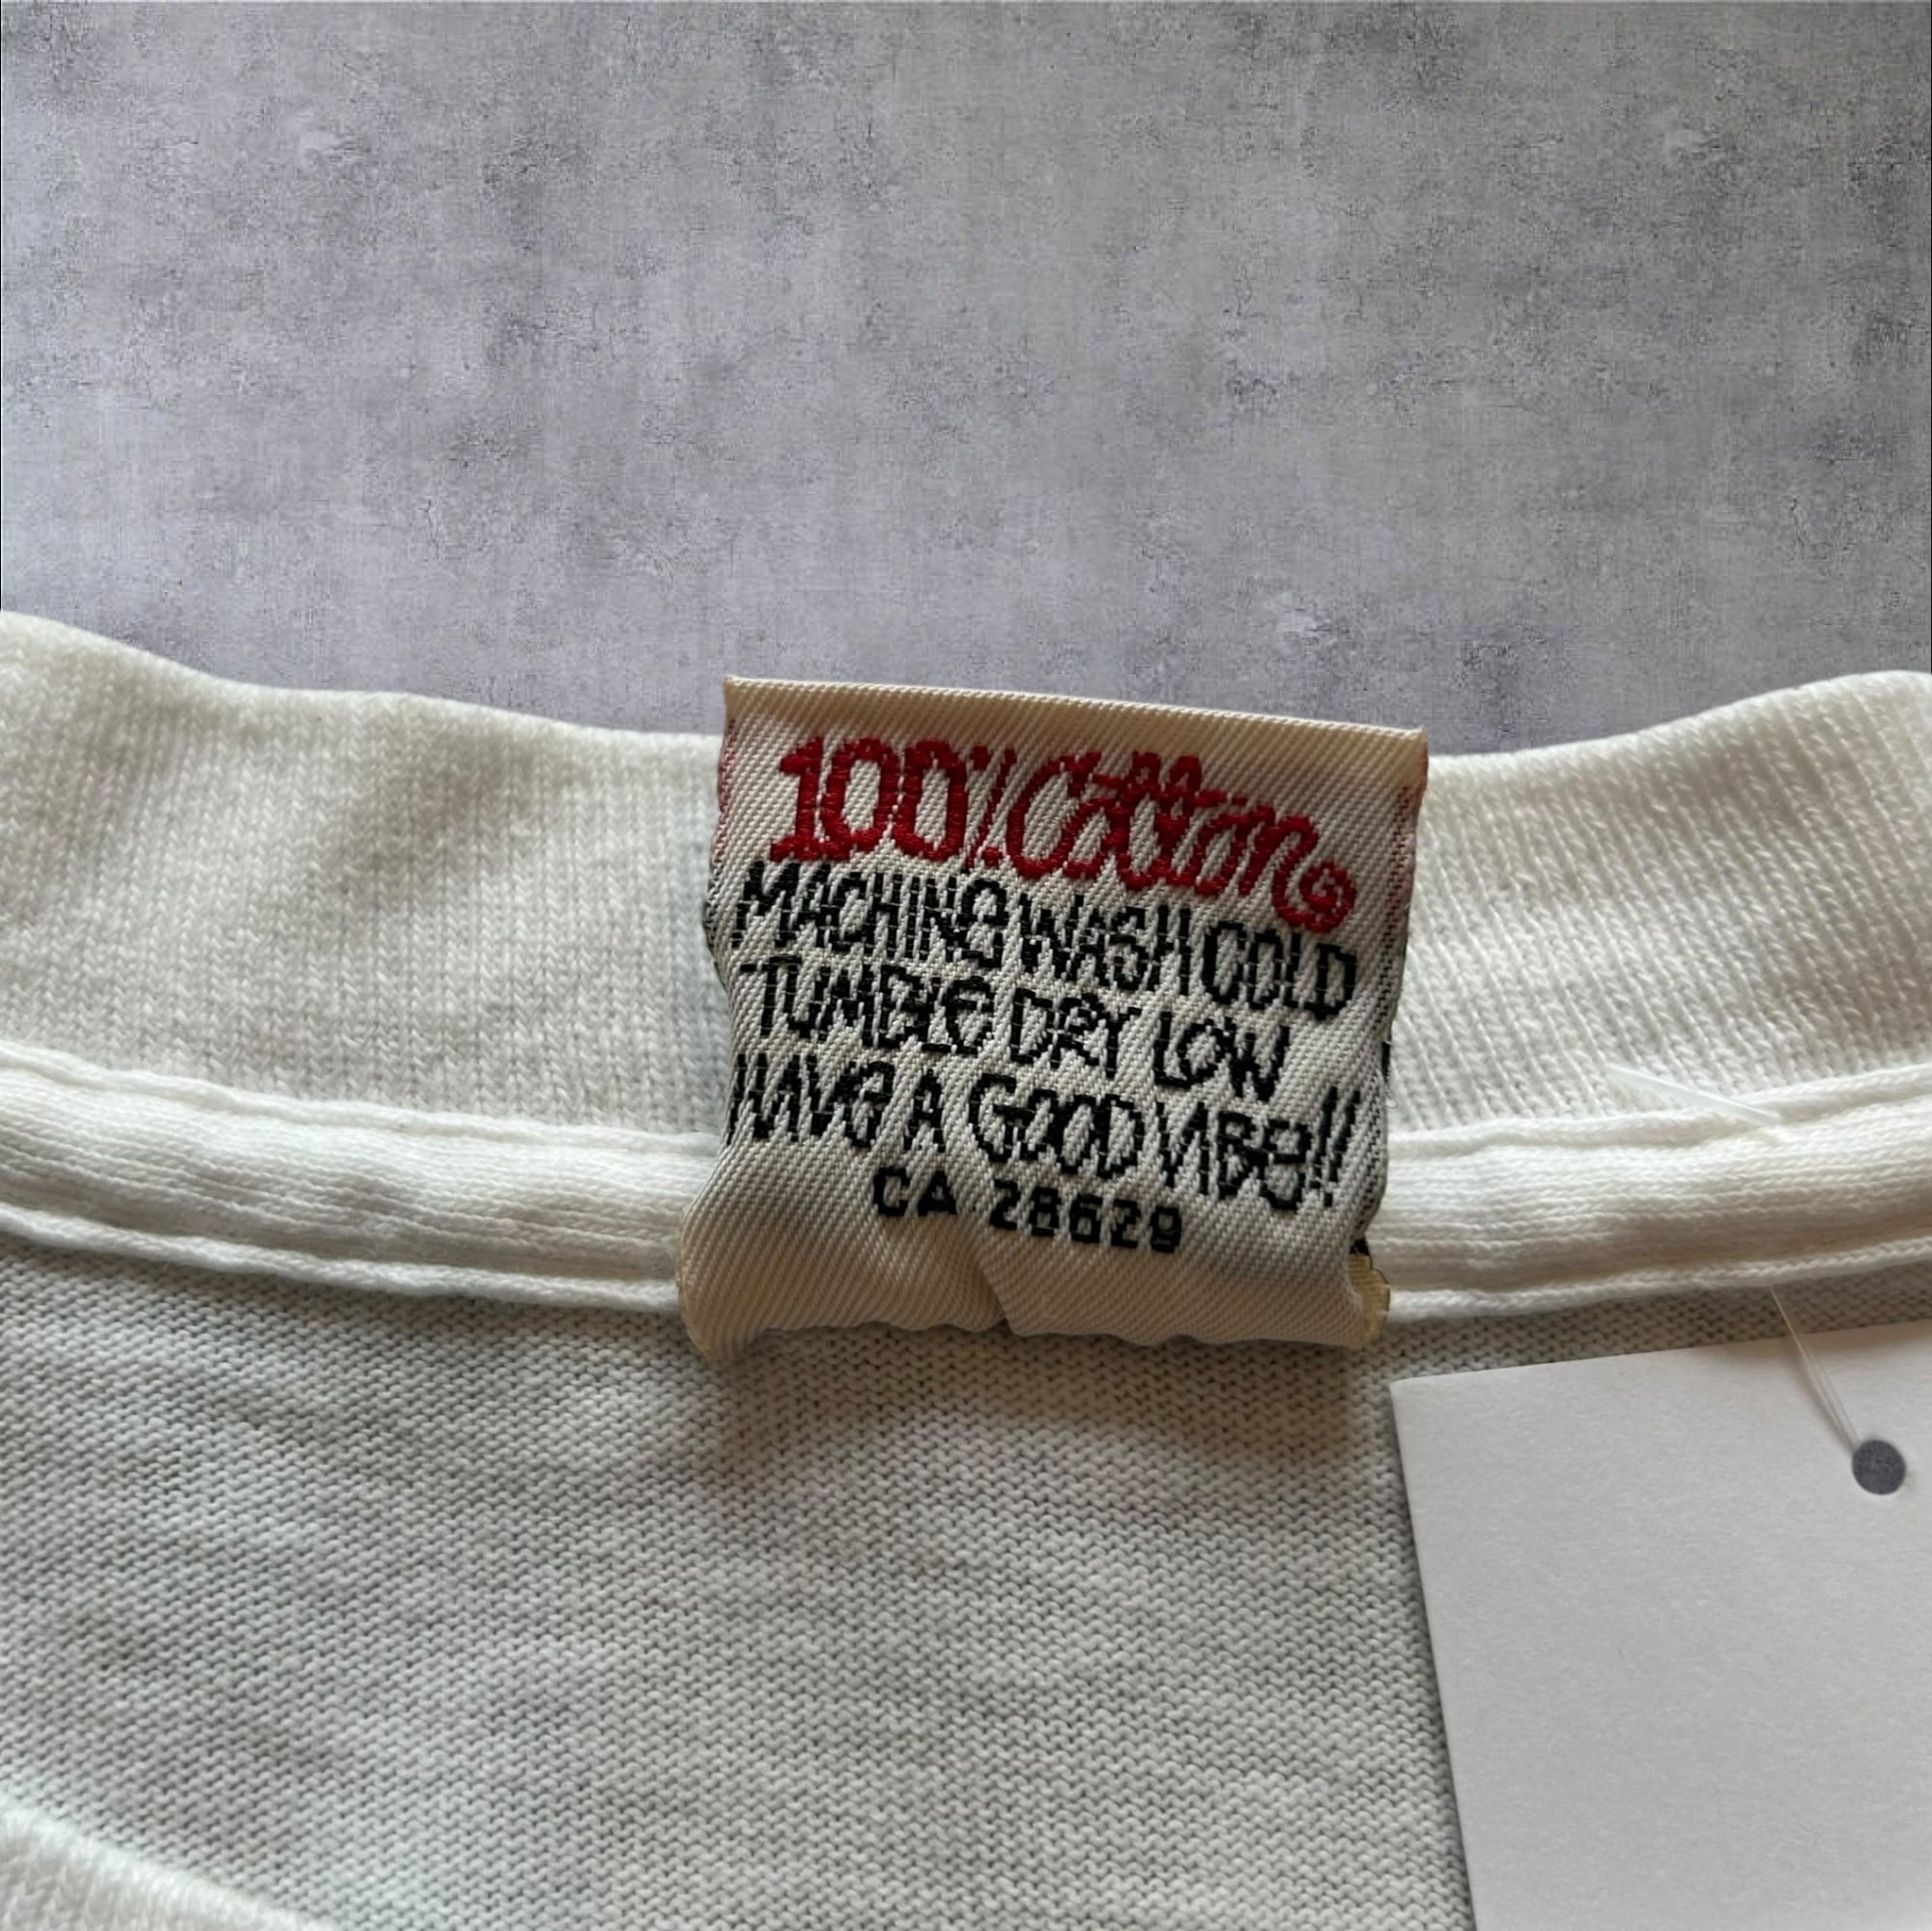 100% Cotton
MACHINE WASH COLD
TUMBLE DRY LOW
HAVE A GOOD VIBE!!
CA 28629